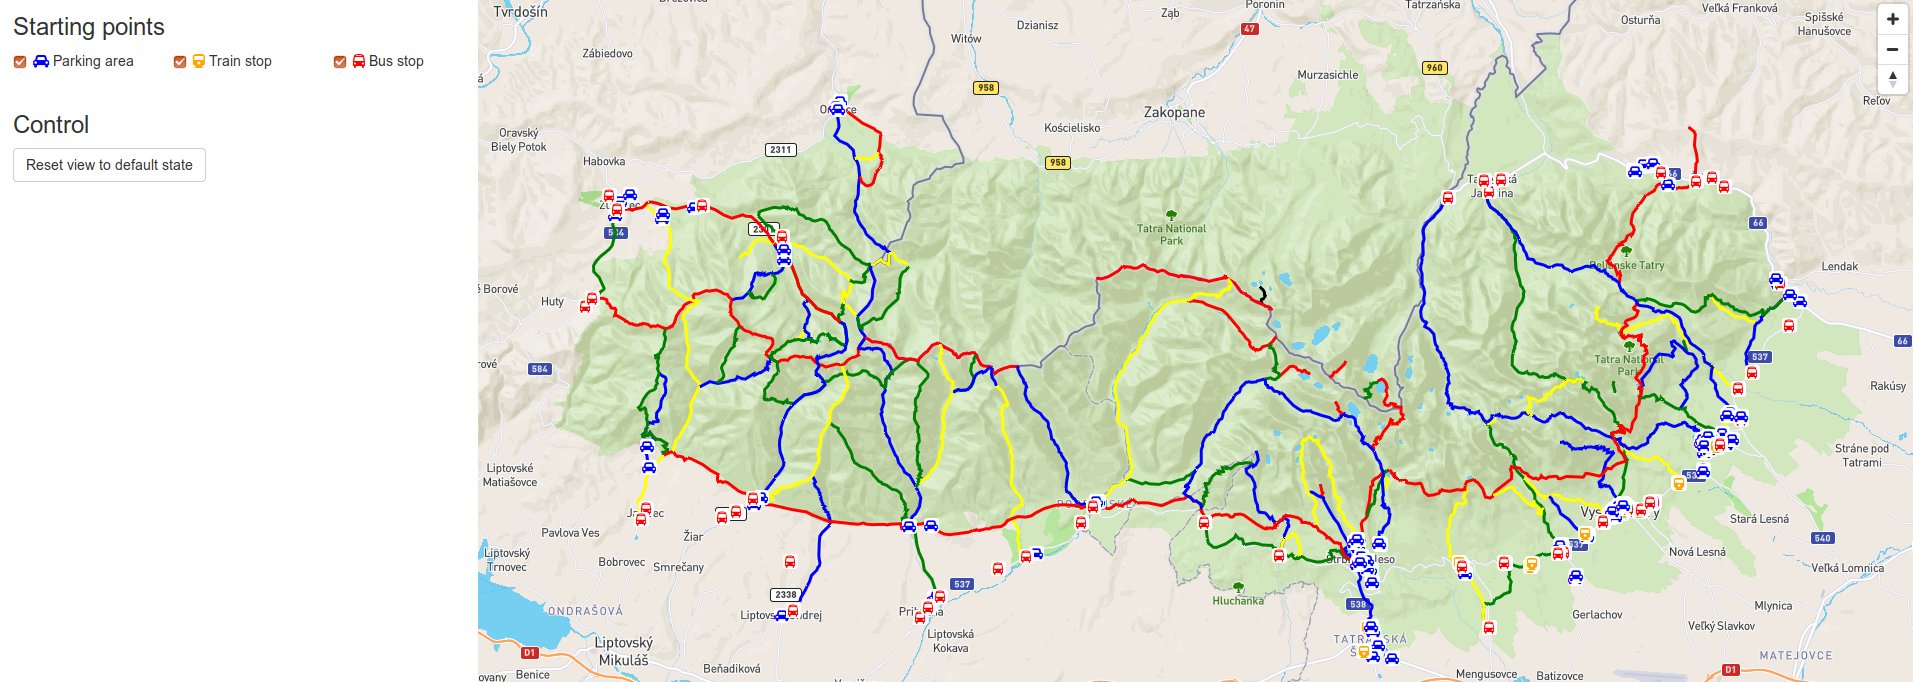 Starting points
Parking area
Train stop
Bus stop
Control
Reset view to default state
Tvrdošín
Zábiedovo
Oravský
Biely Potok
Habovka
2311
Witów
Dzianisz
Ząb
47
Poronin
Tatrzańska
958
Murzasichle
960
Zakopane
Kościelisko
958
Osturňa
Veľká Franková
Spišské
Hanušovce
Reľov
66
Lendak
Tatra National
Park
Belianske Tatry
Borové
Huty
584
66
537
Rakúsy
Tatra National
Park
Liptovské
Matiašovce
Stráne pod
Tatrami
Pavlova Ves
Žiar
Stará Lesná
540
Nová Lesná
Liptovský
Trnovec
Bobrovec
Smrečany
537
537
Veľká Lomnica
2338
ONDRAŠOVÁ
Hluchanka
538
Gerlachov
Mlynica
Liptovský
Mikuláš
Liptovská
Kokava
Veľký Slavkov
MATEJOVCE
D1
Benice
Beňadiková
Mengusovce
Batizovce
D1